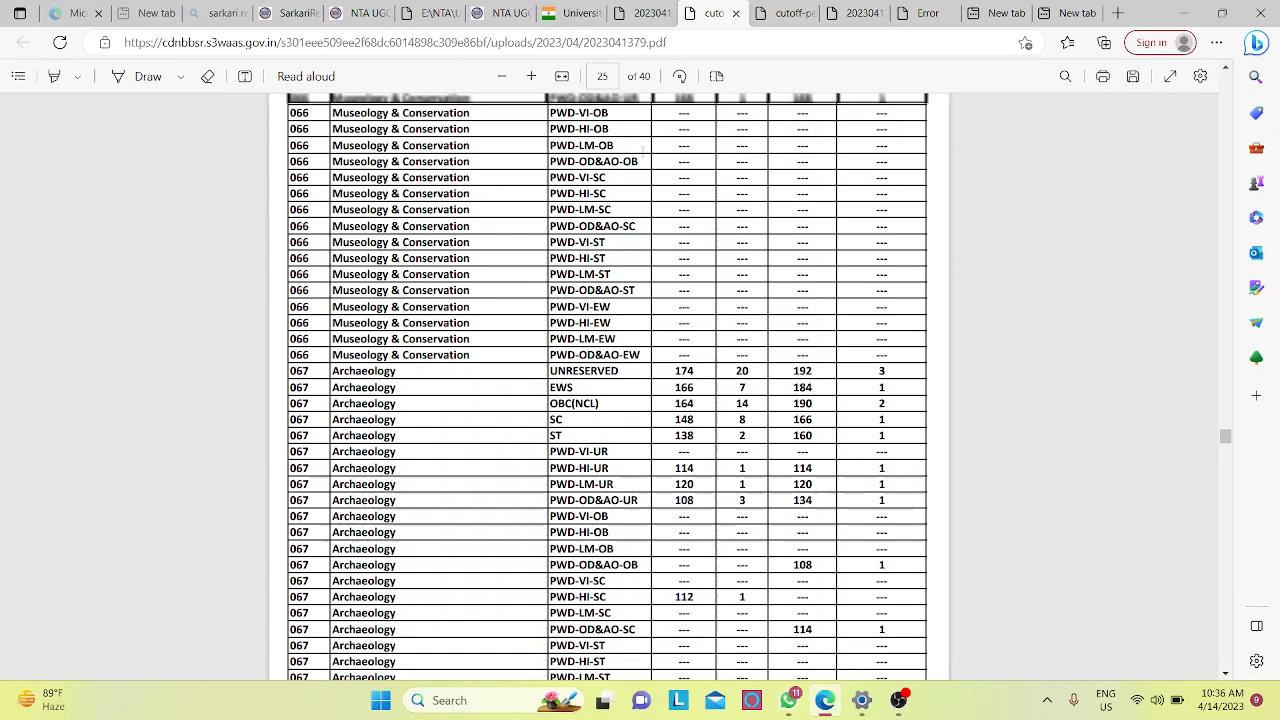 Mic
New tab
sarkari re
SarkariRe
NTA UGC
E\NTA\U
NTA UGC
Universit
2023041
cuto
cutoff-pe
2023041
Error
New tab
New tab
https://cdnbbsr.s3waas.gov.in/s301eee509ee2f68dc6014898c309e86bf/uploads/2023/04/2023041379.pdf
Sign in
Draw
Read aloud
25 of 40
066 Museology & Conservation PWD-OD&AO-UR 168 1 168 1
066 Museology & Conservation PWD-VI-OB --- --- --- ---
066 Museology & Conservation PWD-HI-OB --- --- --- ---
066 Museology & Conservation PWD-LM-OB --- --- --- ---
066 Museology & Conservation PWD-OD&AO-OB --- --- --- ---
066 Museology & Conservation PWD-VI-SC --- --- --- ---
066 Museology & Conservation PWD-HI-SC --- --- --- ---
066 Museology & Conservation PWD-LM-SC --- --- --- ---
066 Museology & Conservation PWD-OD&AO-SC --- --- --- ---
066 Museology & Conservation PWD-VI-ST --- --- --- ---
066 Museology & Conservation PWD-HI-ST --- --- --- ---
066 Museology & Conservation PWD-LM-ST --- --- --- ---
066 Museology & Conservation PWD-OD&AO-ST --- --- --- ---
066 Museology & Conservation PWD-VI-EW --- --- --- ---
066 Museology & Conservation PWD-HI-EW --- --- --- ---
066 Museology & Conservation PWD-LM-EW --- --- --- ---
066 Museology & Conservation PWD-OD&AO-EW --- --- --- ---
067 Archaeology UNRESERVED 174 20 192 3
067 Archaeology EWS 166 7 184 1
067 Archaeology OBC(NCL) 164 14 190 2
067 Archaeology SC 148 8 166 1
067 Archaeology ST 138 2 160 1
067 Archaeology PWD-VI-UR --- --- --- ---
067 Archaeology PWD-HI-UR 114 1 114 1
067 Archaeology PWD-LM-UR 120 1 120 1
067 Archaeology PWD-OD&AO-UR 108 3 134 1
067 Archaeology PWD-VI-OB --- --- --- ---
067 Archaeology PWD-HI-OB --- --- --- ---
067 Archaeology PWD-LM-OB --- --- --- ---
067 Archaeology PWD-OD&AO-OB --- --- 108 1
067 Archaeology PWD-VI-SC --- --- --- ---
067 Archaeology PWD-HI-SC 112 1 --- ---
067 Archaeology PWD-LM-SC --- --- --- ---
067 Archaeology PWD-OD&AO-SC --- --- 114 1
067 Archaeology PWD-VI-ST --- --- --- ---
067 Archaeology PWD-HI-ST --- --- --- ---
067 Archaeology PWD-LM-ST --- --- --- ---
89°F
Haze
Search
11
ENG
US
10:36 AM
4/14/2023
9